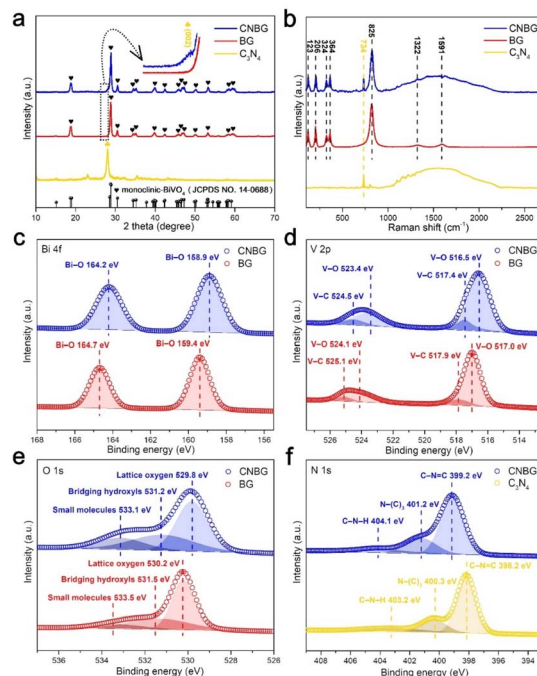 a
CNBG
BG
C₃N₄
(002)
Intensity (a.u.)
monoclinic-BiVO₄ (JCPDS NO. 14-0688)
10 20 30 40 50 60 70
2 theta (degree)
b
CNBG
BG
C₃N₄
123
206
324
364
734
825
1322
1591
Intensity (a.u.)
500 1000 1500 2000 2500
Raman shift (cm⁻¹)
c
Bi 4f
CNBG
BG
Bi–O 164.2 eV
Bi–O 158.9 eV
Bi–O 164.7 eV
Bi–O 159.4 eV
Intensity (a.u.)
168 166 164 162 160 158 156
Binding energy (eV)
d
V 2p
CNBG
BG
V–O 523.4 eV
V–O 516.5 eV
V–C 524.5 eV
V–C 517.4 eV
V–O 524.1 eV
V–O 517.0 eV
V–C 525.1 eV
V–C 517.9 eV
Intensity (a.u.)
528 526 524 522 520 518 516 514
Binding energy (eV)
e
O 1s
CNBG
BG
Lattice oxygen 529.8 eV
Bridging hydroxyls 531.2 eV
Small molecules 533.1 eV
Lattice oxygen 530.2 eV
Bridging hydroxyls 531.5 eV
Small molecules 533.5 eV
Intensity (a.u.)
536 534 532 530 528 526
Binding energy (eV)
f
N 1s
CNBG
C₃N₄
C–N=C 399.2 eV
N–(C)₃ 401.2 eV
C–N–H 404.1 eV
C–N=C 398.2 eV
N–(C)₃ 400.3 eV
C–N–H 403.2 eV
Intensity (a.u.)
408 406 404 402 400 398 396 394
Binding energy (eV)